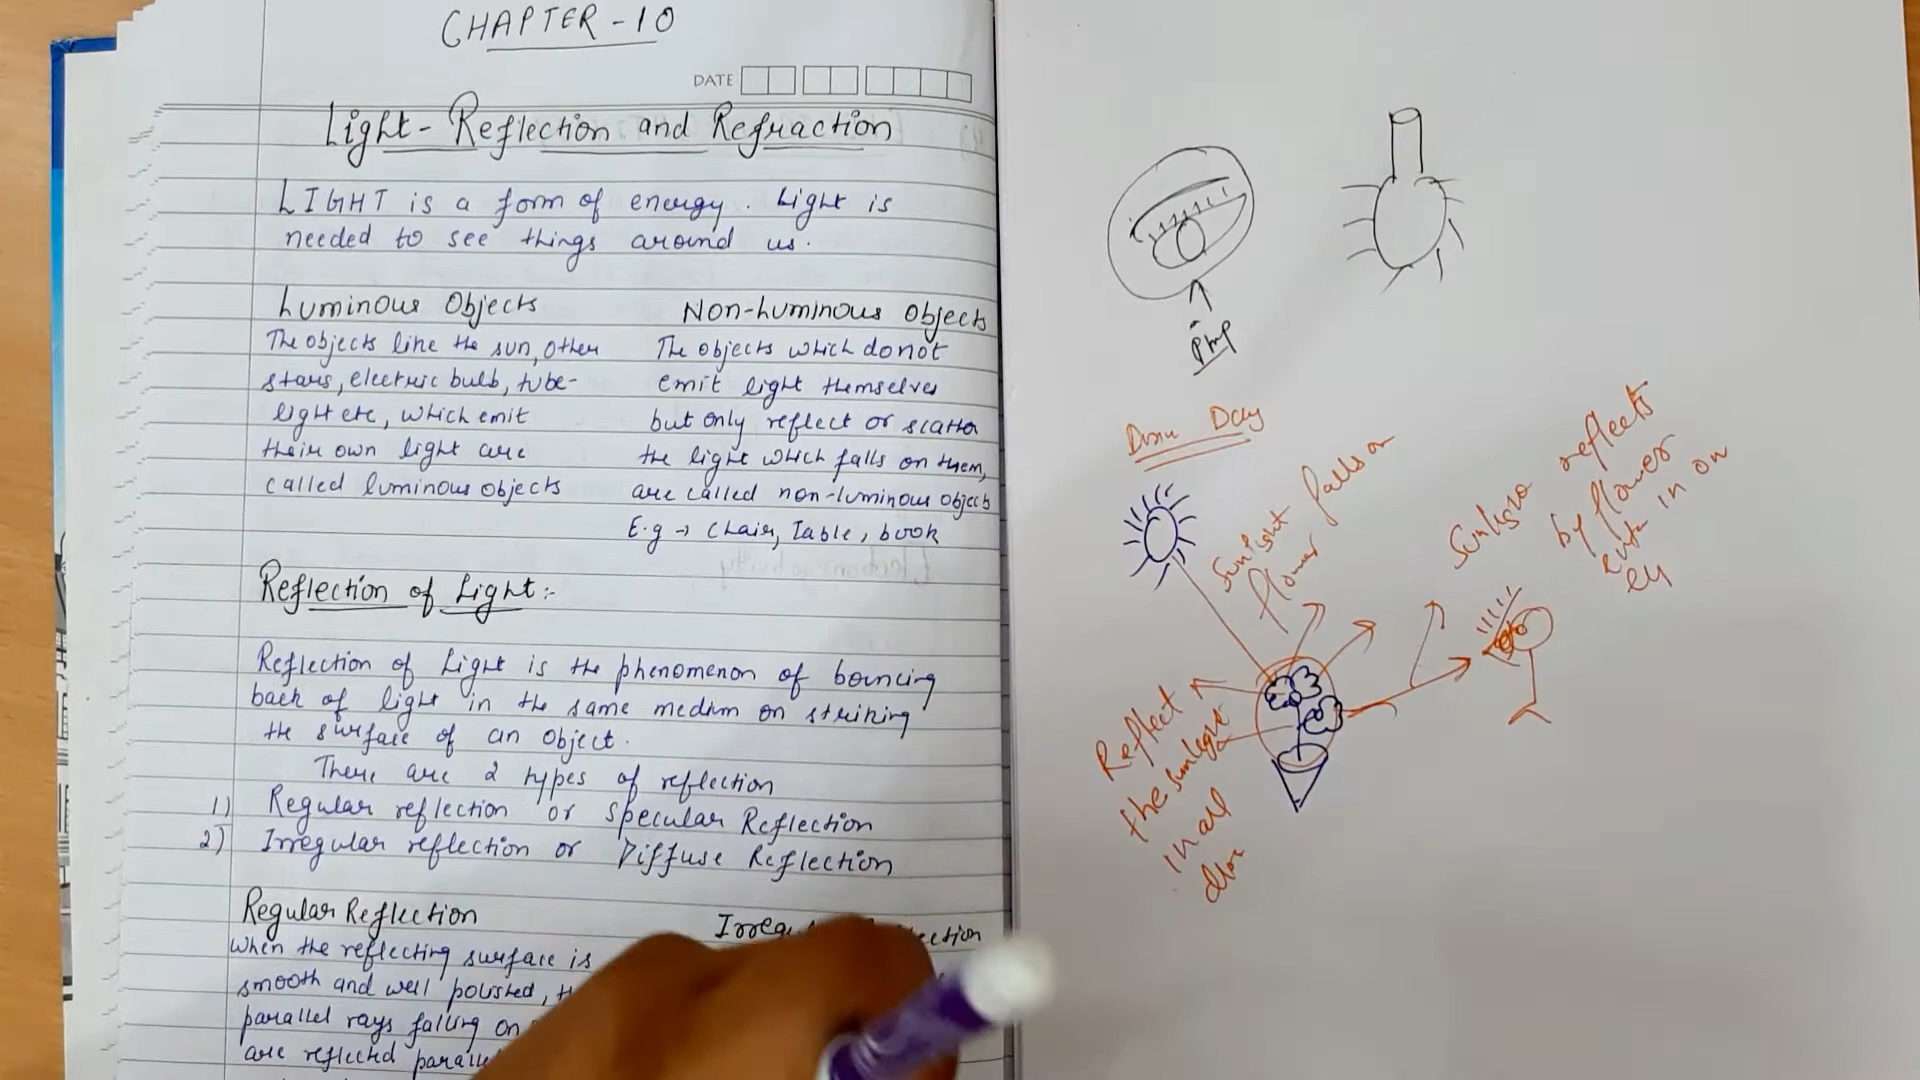 CHAPTER-10
DATE
Light - Reflection and Refraction
LIGHT is a form of energy. Light is
needed to see things around us.
Luminous Objects
The objects like the sun, other
stars, electric bulb, tube-
light etc, which emit
their own light are
called luminous objects
Non-Luminous Objects
The objects which donot
emit light themselves
but only reflect or scatter
the light which falls on them,
are called non-luminous objects
E.g → Chair, Table, book
Reflection of Light:-
Reflection of Light is the phenomenon of bouncing
back of light in the same medium on striking
the surface of an object.
There are 2 types of reflection
1) Regular reflection or Specular Reflection
2) Irregular reflection or Diffuse Reflection
Regular Reflection
When the reflecting surface is
smooth and well polished,
parallel rays falling on
are reflected
Day
Sunlight falls on
flower
reflects
by flower
in on
Reflect
the
in all